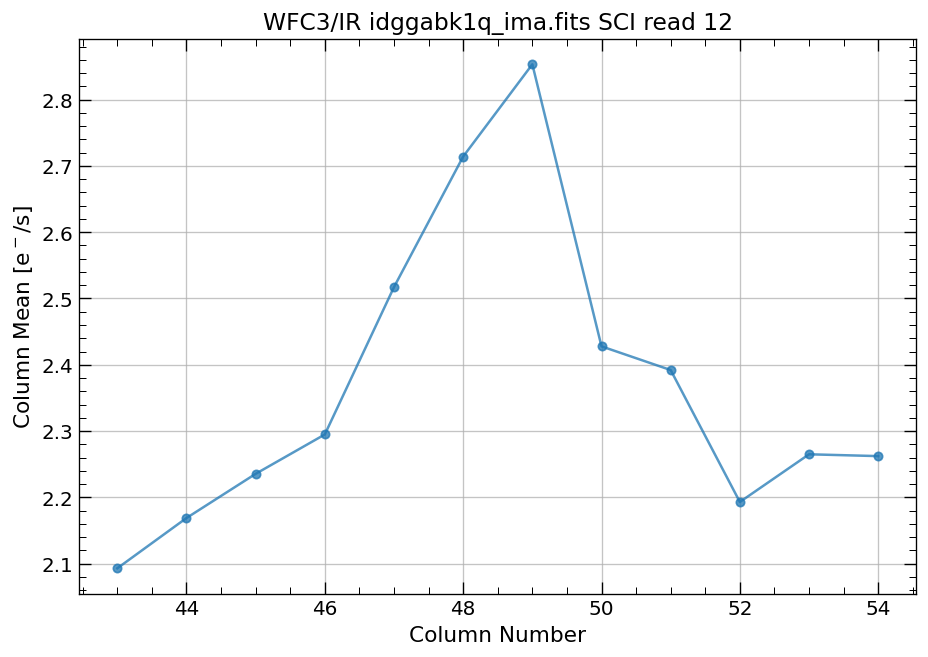 WFC3/IR idggabk1q_ima.fits SCI read 12
Column Mean [e⁻/s]
2.8
2.7
2.6
2.5
2.4
2.3
2.2
2.1
44 46 48 50 52 54
Column Number